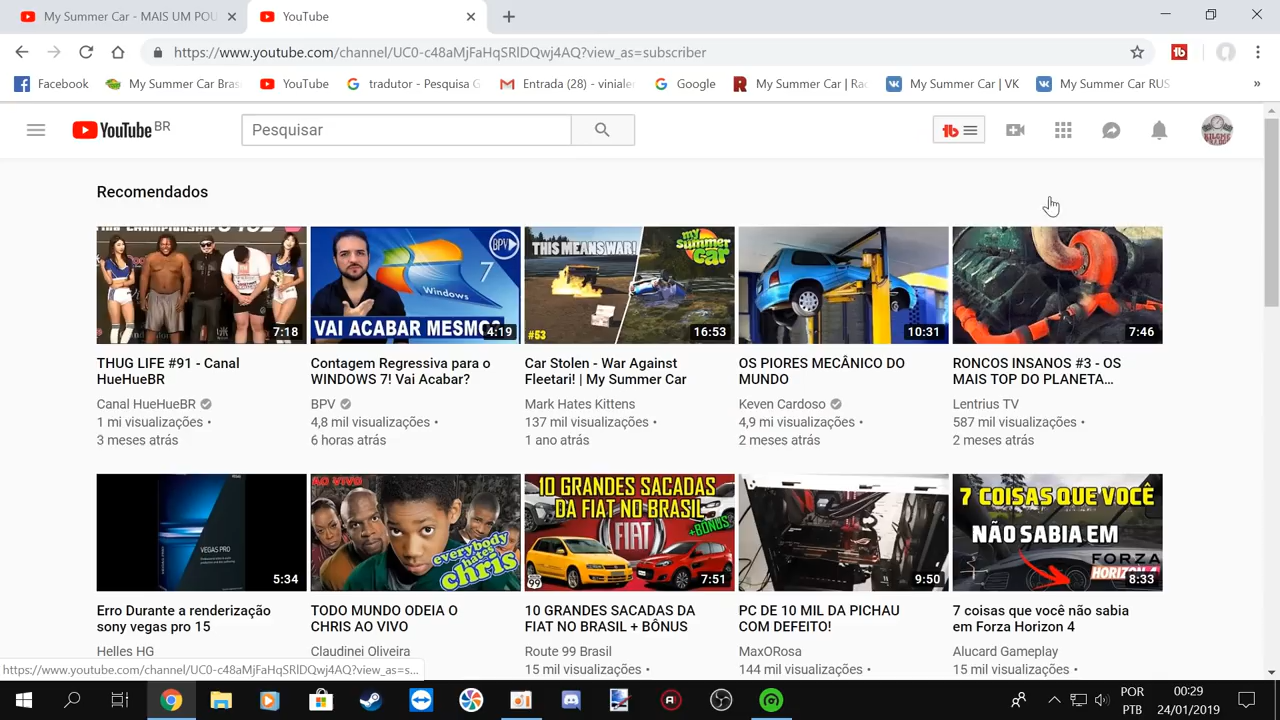 My Summer Car - MAIS UM POU
YouTube
https://www.youtube.com/channel/UC0-c48aMjFaHqSRlDQwj4AQ?view_as=subscriber
Facebook
My Summer Car Bras
YouTube
tradutor - Pesquisa G
Entrada (28) - vinialer
Google
My Summer Car | Rac
My Summer Car | VK
My Summer Car RUS
»
YouTube BR
Pesquisar
Recomendados
THIS MEANS WAR!
my summer car
#53
BPV
Windows 7
VAI ACABAR MESMO
7:18
4:19
16:53
10:31
7:46
THUG LIFE #91 - Canal HueHueBR
Canal HueHueBR
1 mi visualizações •
3 meses atrás
Contagem Regressiva para o WINDOWS 7! Vai Acabar?
BPV
4,8 mil visualizações •
6 horas atrás
Car Stolen - War Against Fleetari! | My Summer Car
Mark Hates Kittens
137 mil visualizações •
1 ano atrás
OS PIORES MECÂNICO DO MUNDO
Keven Cardoso
4,9 mi visualizações •
2 meses atrás
RONCOS INSANOS #3 - OS MAIS TOP DO PLANETA...
Lentrius TV
587 mil visualizações •
2 meses atrás
VEGAS PRO
5:34
AO VIVO
everybody hates chris
10 GRANDES SACADAS DA FIAT NO BRASIL
+BÔNUS
FIAT
99
7:51
9:50
7 COISAS QUE VOCÊ NÃO SABIA EM
FORZA HORIZON 4
8:33
Erro Durante a renderização sony vegas pro 15
Helles HG
TODO MUNDO ODEIA O CHRIS AO VIVO
Claudinei Oliveira
10 GRANDES SACADAS DA FIAT NO BRASIL + BÔNUS
Route 99 Brasil
15 mil visualizações •
PC DE 10 MIL DA PICHAU COM DEFEITO!
MaxORosa
144 mil visualizações •
7 coisas que você não sabia em Forza Horizon 4
Alucard Gameplay
15 mil visualizações •
https://www.youtube.com/channel/UC0-c48aMjFaHqSRlDQwj4AQ?view_as=s...
POR
PTB
00:29
24/01/2019